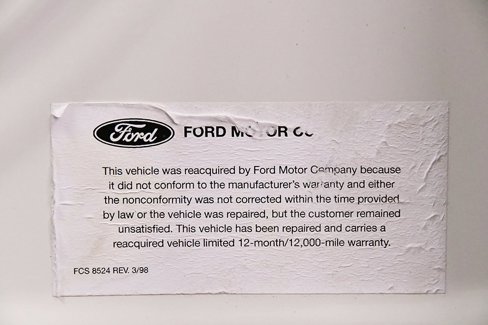 Ford FORD MOTOR CO
This vehicle was reacquired by Ford Motor Company because
it did not conform to the manufacturer's warranty and either
the nonconformity was not corrected within the time provided
by law or the vehicle was repaired, but the customer remained
unsatisfied. This vehicle has been repaired and carries a
reacquired vehicle limited 12-month/12,000-mile warranty.
FCS 8524 REV. 3/98